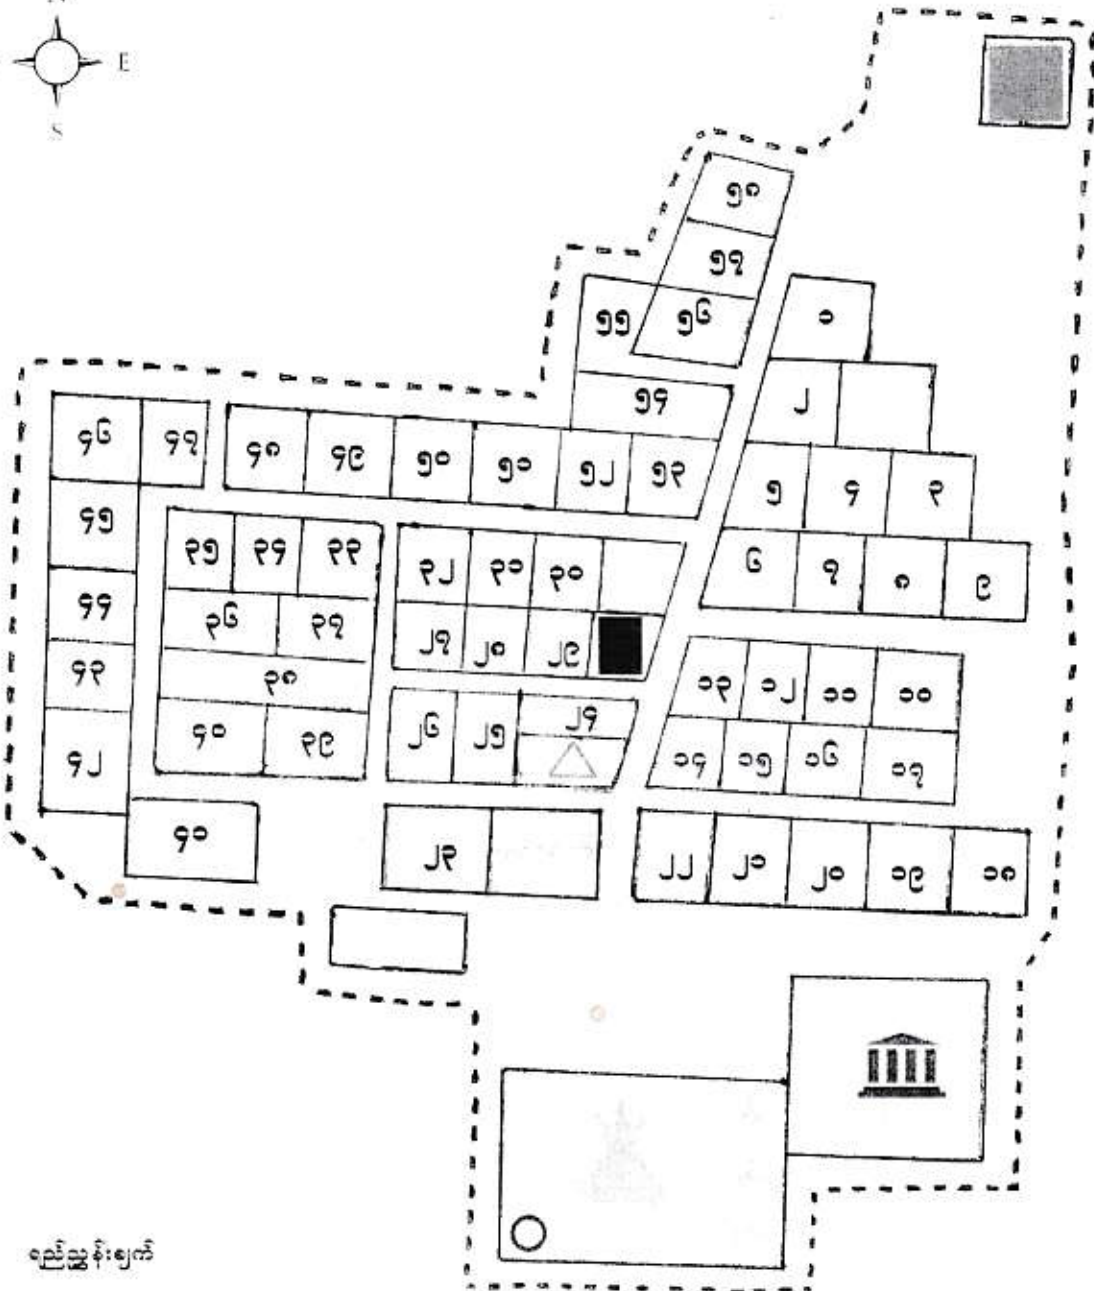 E
S
၅၈
၅၇
၅၅ ၅၆ ၁
၅၄ ၂
၄၆ ၄၇ ၄၈ ၄၉ ၅၀ ၅၁ ၅၂ ၅၃ ၅ ၄ ၃
၄၅ ၃၅ ၃၄ ၃၃ ၃၂ ၃၁ ၃၀ ၆ ၇ ၈ ၉
၄၄ ၃၆ ၃၇ ၂၇ ၂၈ ၂၉
၄၃ ၃၈ ၁၃ ၁၂ ၁၁ ၁၀
၄၂ ၄၀ ၃၉ ၂၆ ၂၅ ၂၄ ၁၄ ၁၅ ၁၆ ၁၇
၄၁ ၂၃ ၂၂ ၂၁ ၂၀ ၁၉ ၁၈
ရည်ညွှန်းချက်